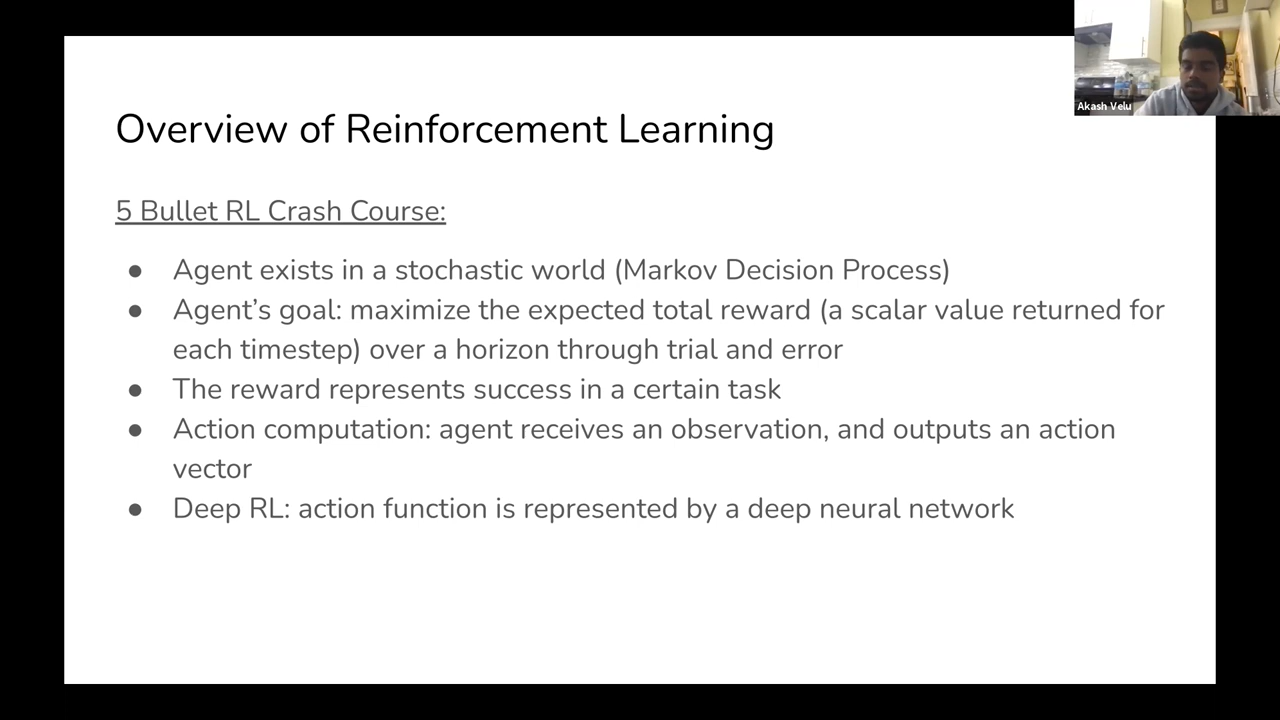 Akash Velu
Overview of Reinforcement Learning
5 Bullet RL Crash Course:
● Agent exists in a stochastic world (Markov Decision Process)
● Agent’s goal: maximize the expected total reward (a scalar value returned for
each timestep) over a horizon through trial and error
● The reward represents success in a certain task
● Action computation: agent receives an observation, and outputs an action
vector
● Deep RL: action function is represented by a deep neural network